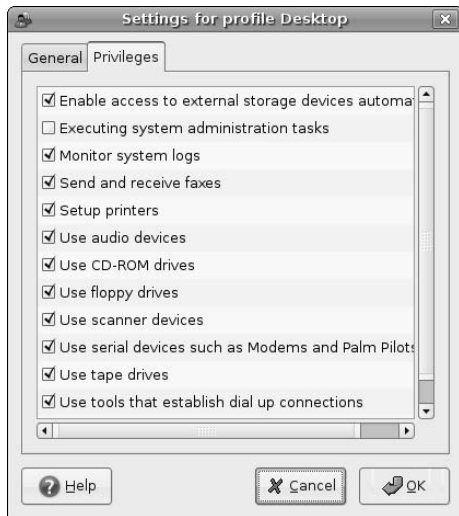 Settings for profile Desktop
General Privileges
Enable access to external storage devices automa
Executing system administration tasks
Monitor system logs
Send and receive faxes
Setup printers
Use audio devices
Use CD-ROM drives
Use floppy drives
Use scanner devices
Use serial devices such as Modems and Palm Pilots
Use tape drives
Use tools that establish dial up connections
Help Cancel OK